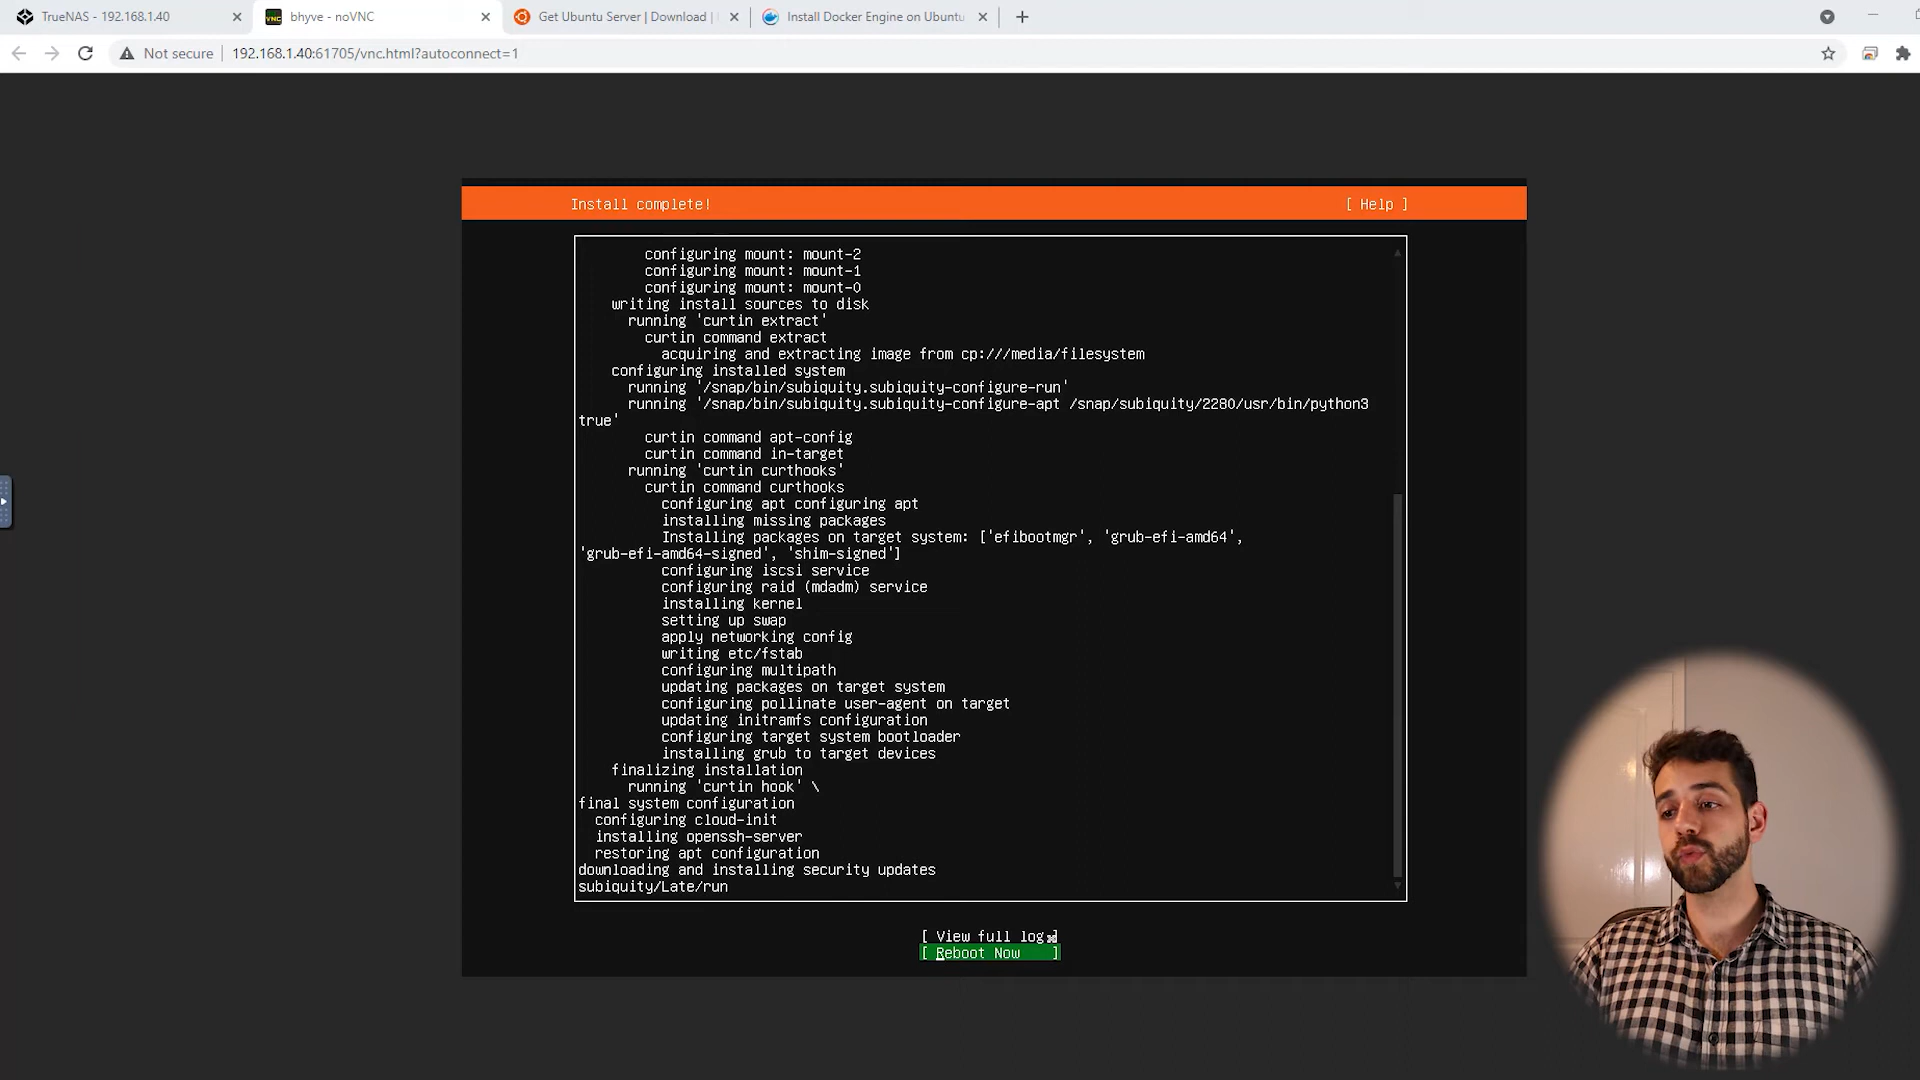 TrueNAS - 192.168.1.40
bhyve - noVNC
Get Ubuntu Server | Download |
Install Docker Engine on Ubuntu
Not secure
192.168.1.40:61705/vnc.html?autoconnect=1
Install complete!
[ Help ]
configuring mount: mount-2
configuring mount: mount-1
configuring mount: mount-0
writing install sources to disk
running 'curtin extract'
curtin command extract
acquiring and extracting image from cp:///media/filesystem
configuring installed system
running '/snap/bin/subiquity.subiquity-configure-run'
running '/snap/bin/subiquity.subiquity-configure-apt /snap/subiquity/2280/usr/bin/python3
true'
curtin command apt-config
curtin command in-target
running 'curtin curthooks'
curtin command curthooks
configuring apt configuring apt
installing missing packages
Installing packages on target system: ['efibootmgr', 'grub-efi-amd64',
'grub-efi-amd64-signed', 'shim-signed']
configuring iscsi service
configuring raid (mdadm) service
installing kernel
setting up swap
apply networking config
writing etc/fstab
configuring multipath
updating packages on target system
configuring pollinate user-agent on target
updating initramfs configuration
configuring target system bootloader
installing grub to target devices
finalizing installation
running 'curtin hook' \
final system configuration
configuring cloud-init
installing openssh-server
restoring apt configuration
downloading and installing security updates
subiquity/Late/run
[ View full log ]
[ Reboot Now ]